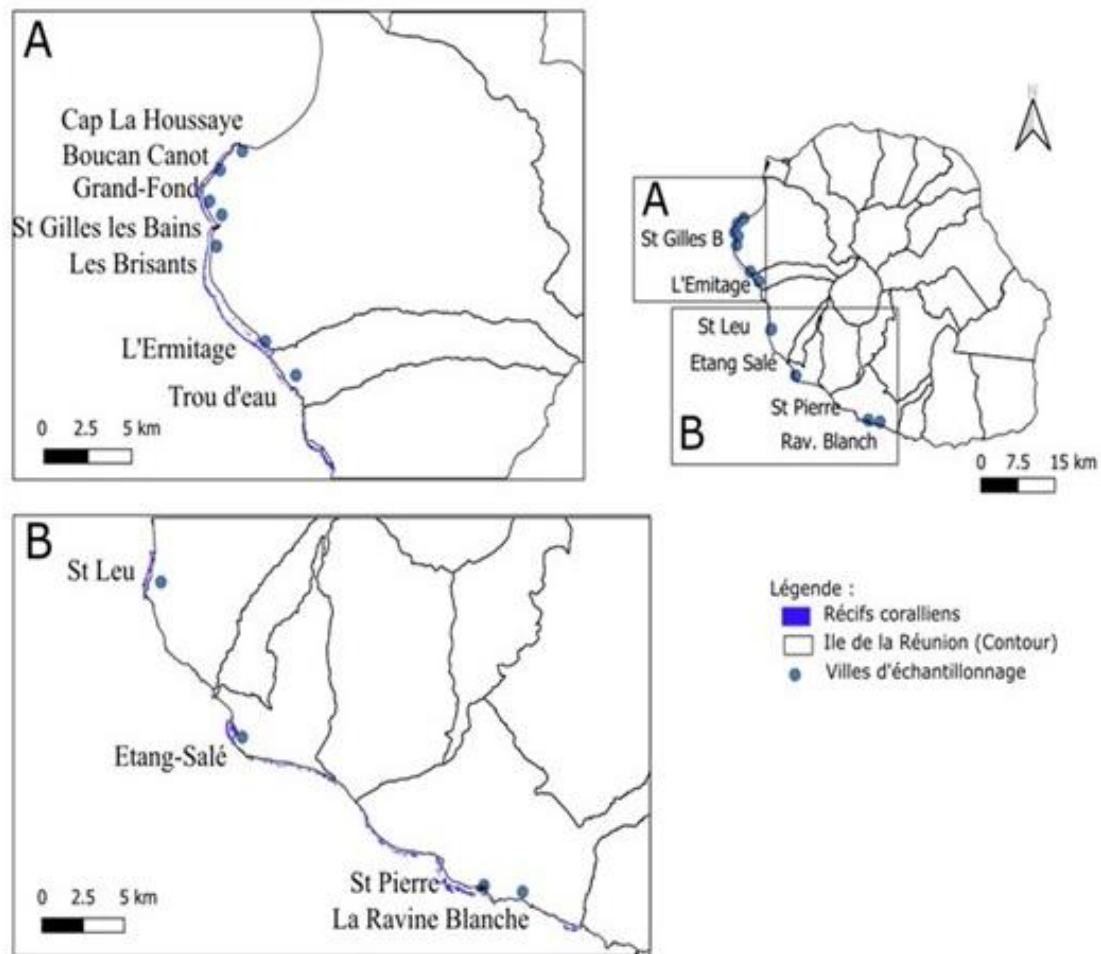 A
Cap La Houssaye
Boucan Canot
Grand-Fond
St Gilles les Bains
Les Brisants
L'Ermitage
Trou d'eau
0 2.5 5 km
N
A
St Gilles B
L'Emitage
St Leu
Etang Salé
St Pierre
B
Rav. Blanch
0 7.5 15 km
B
St Leu
Etang-Salé
St Pierre
La Ravine Blanche
0 2.5 5 km
Légende :
Récifs coralliens
Ile de la Réunion (Contour)
Villes d'échantillonnage